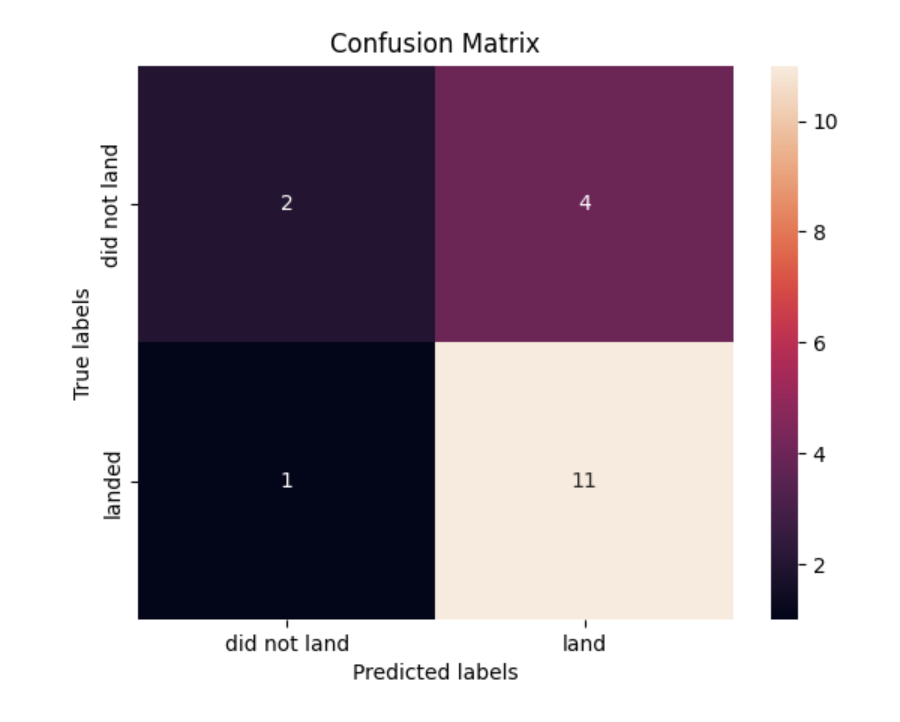 Confusion Matrix
True labels
did not land
2
4
landed
1
11
did not land
land
Predicted labels
10
8
6
4
2